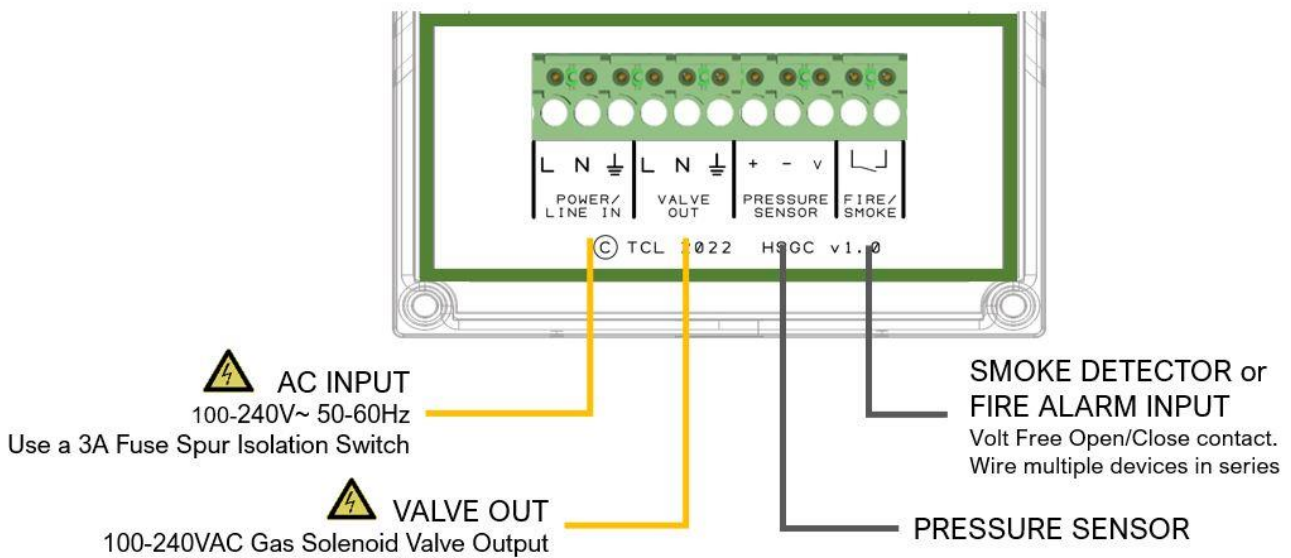 L N L N + - v
POWER/ VALVE PRESSURE FIRE/
LINE IN OUT SENSOR SMOKE
© TCL 2022 HSGC v1.0
AC INPUT
100-240V~ 50-60Hz
Use a 3A Fuse Spur Isolation Switch
VALVE OUT
100-240VAC Gas Solenoid Valve Output
SMOKE DETECTOR or
FIRE ALARM INPUT
Volt Free Open/Close contact.
Wire multiple devices in series
PRESSURE SENSOR